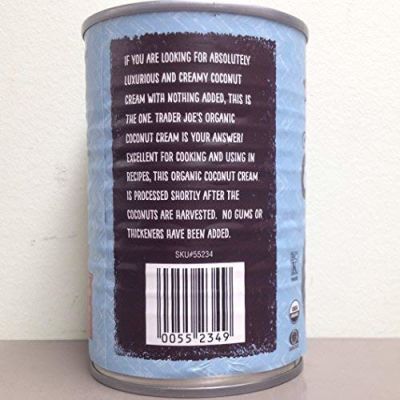 IF YOU ARE LOOKING FOR ABSOLUTELY
LUXURIOUS AND CREAMY COCONUT
CREAM WITH NOTHING ADDED, THIS IS
THE ONE. TRADER JOE'S ORGANIC
COCONUT CREAM IS YOUR ANSWER!
EXCELLENT FOR COOKING AND USING IN
RECIPES, THIS ORGANIC COCONUT CREAM
IS PROCESSED SHORTLY AFTER THE
COCONUTS ARE HARVESTED. NO GUMS OR
THICKENERS HAVE BEEN ADDED.
SKU#55234
0055 2349